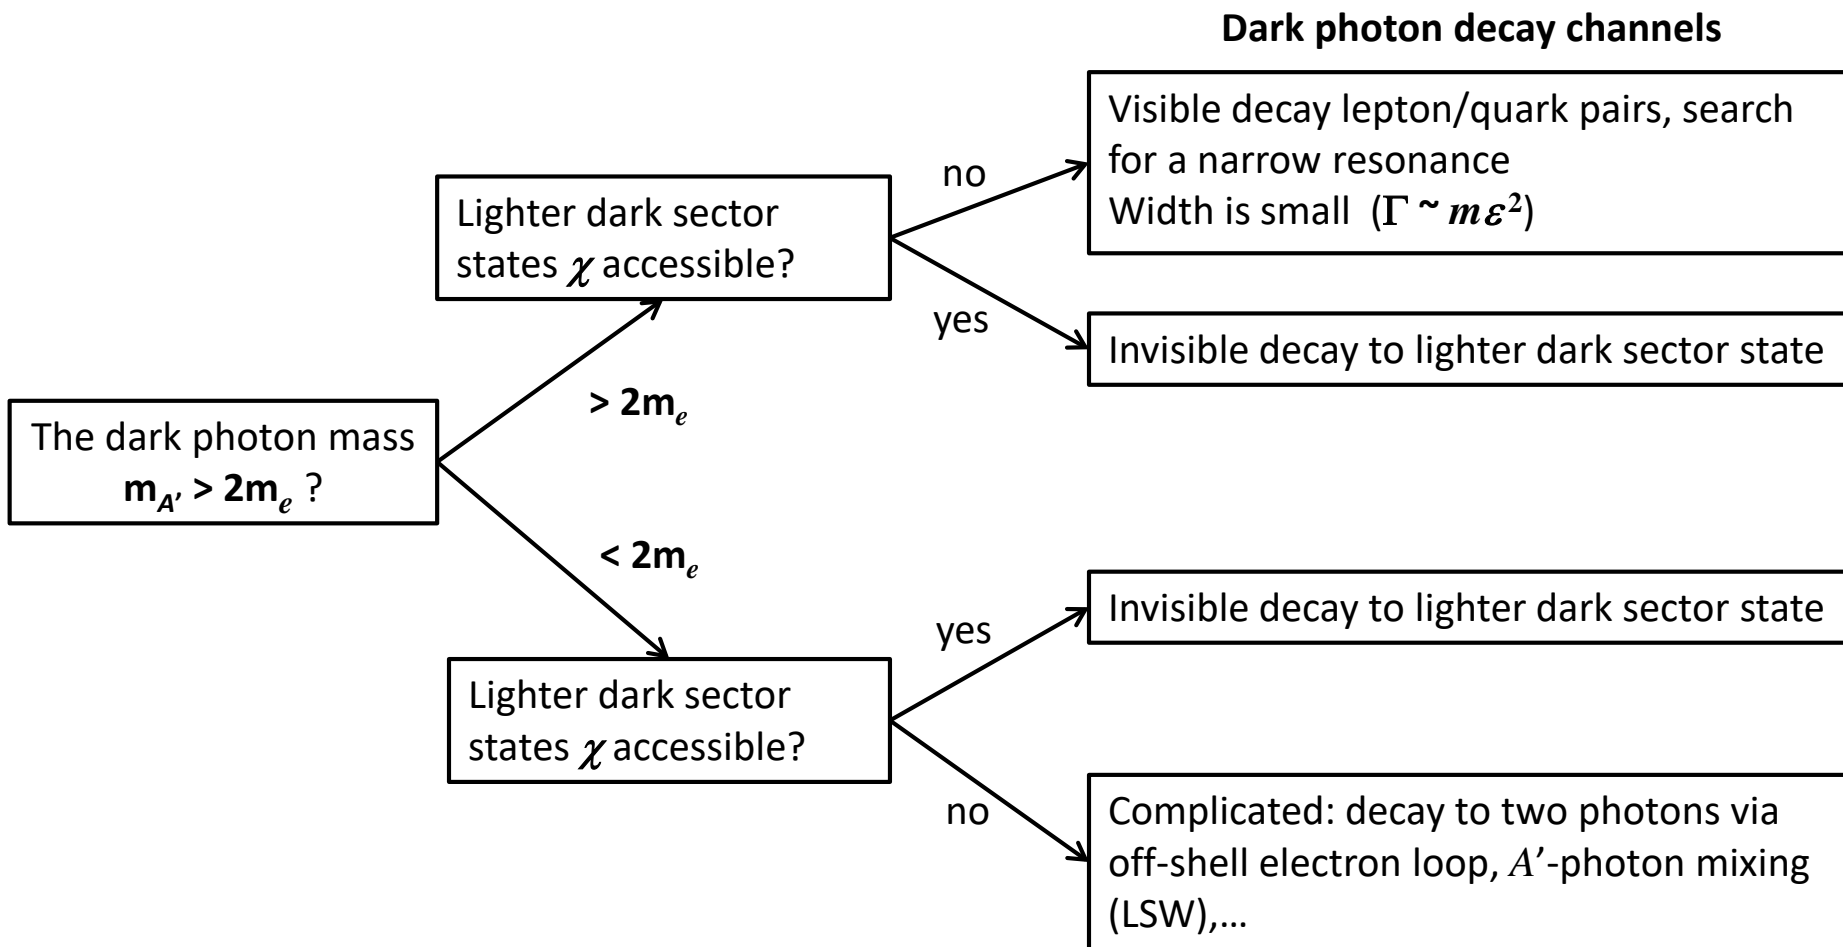 Dark photon decay channels
Visible decay lepton/quark pairs, search
for a narrow resonance
Width is small (Γ ~ mε²)
no
Lighter dark sector
states χ accessible?
yes
Invisible decay to lighter dark sector state
> 2mₑ
The dark photon mass
m_A' > 2mₑ ?
< 2mₑ
Invisible decay to lighter dark sector state
yes
Lighter dark sector
states χ accessible?
no
Complicated: decay to two photons via
off-shell electron loop, A’-photon mixing
(LSW),...